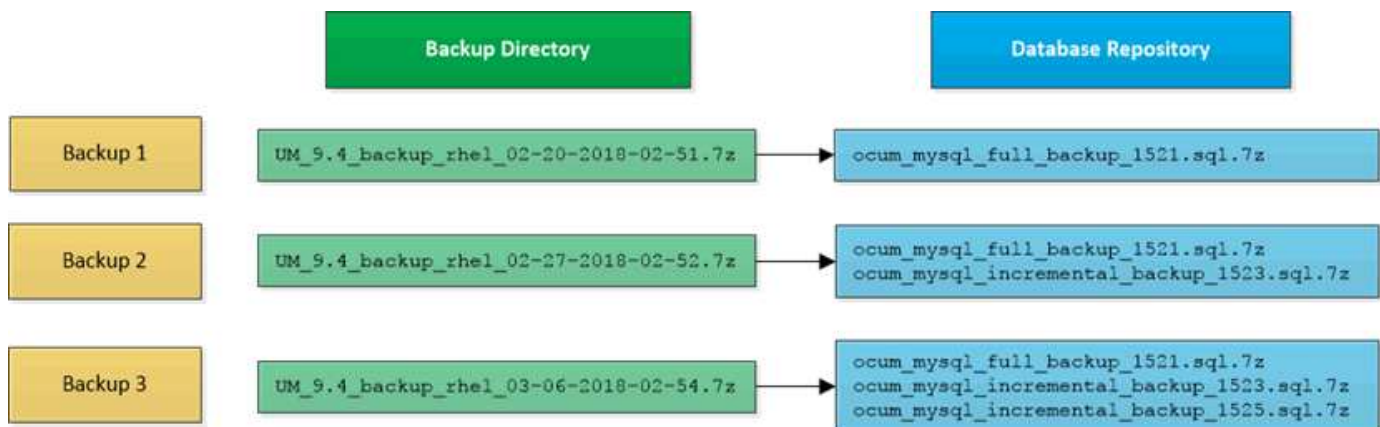 Backup Directory
Database Repository
Backup 1
UM_9.4_backup_rhel_02-20-2018-02-51.7z
ocum_mysql_full_backup_1521.sql.7z
Backup 2
UM_9.4_backup_rhel_02-27-2018-02-52.7z
ocum_mysql_full_backup_1521.sql.7z
ocum_mysql_incremental_backup_1523.sql.7z
Backup 3
UM_9.4_backup_rhel_03-06-2018-02-54.7z
ocum_mysql_full_backup_1521.sql.7z
ocum_mysql_incremental_backup_1523.sql.7z
ocum_mysql_incremental_backup_1525.sql.7z